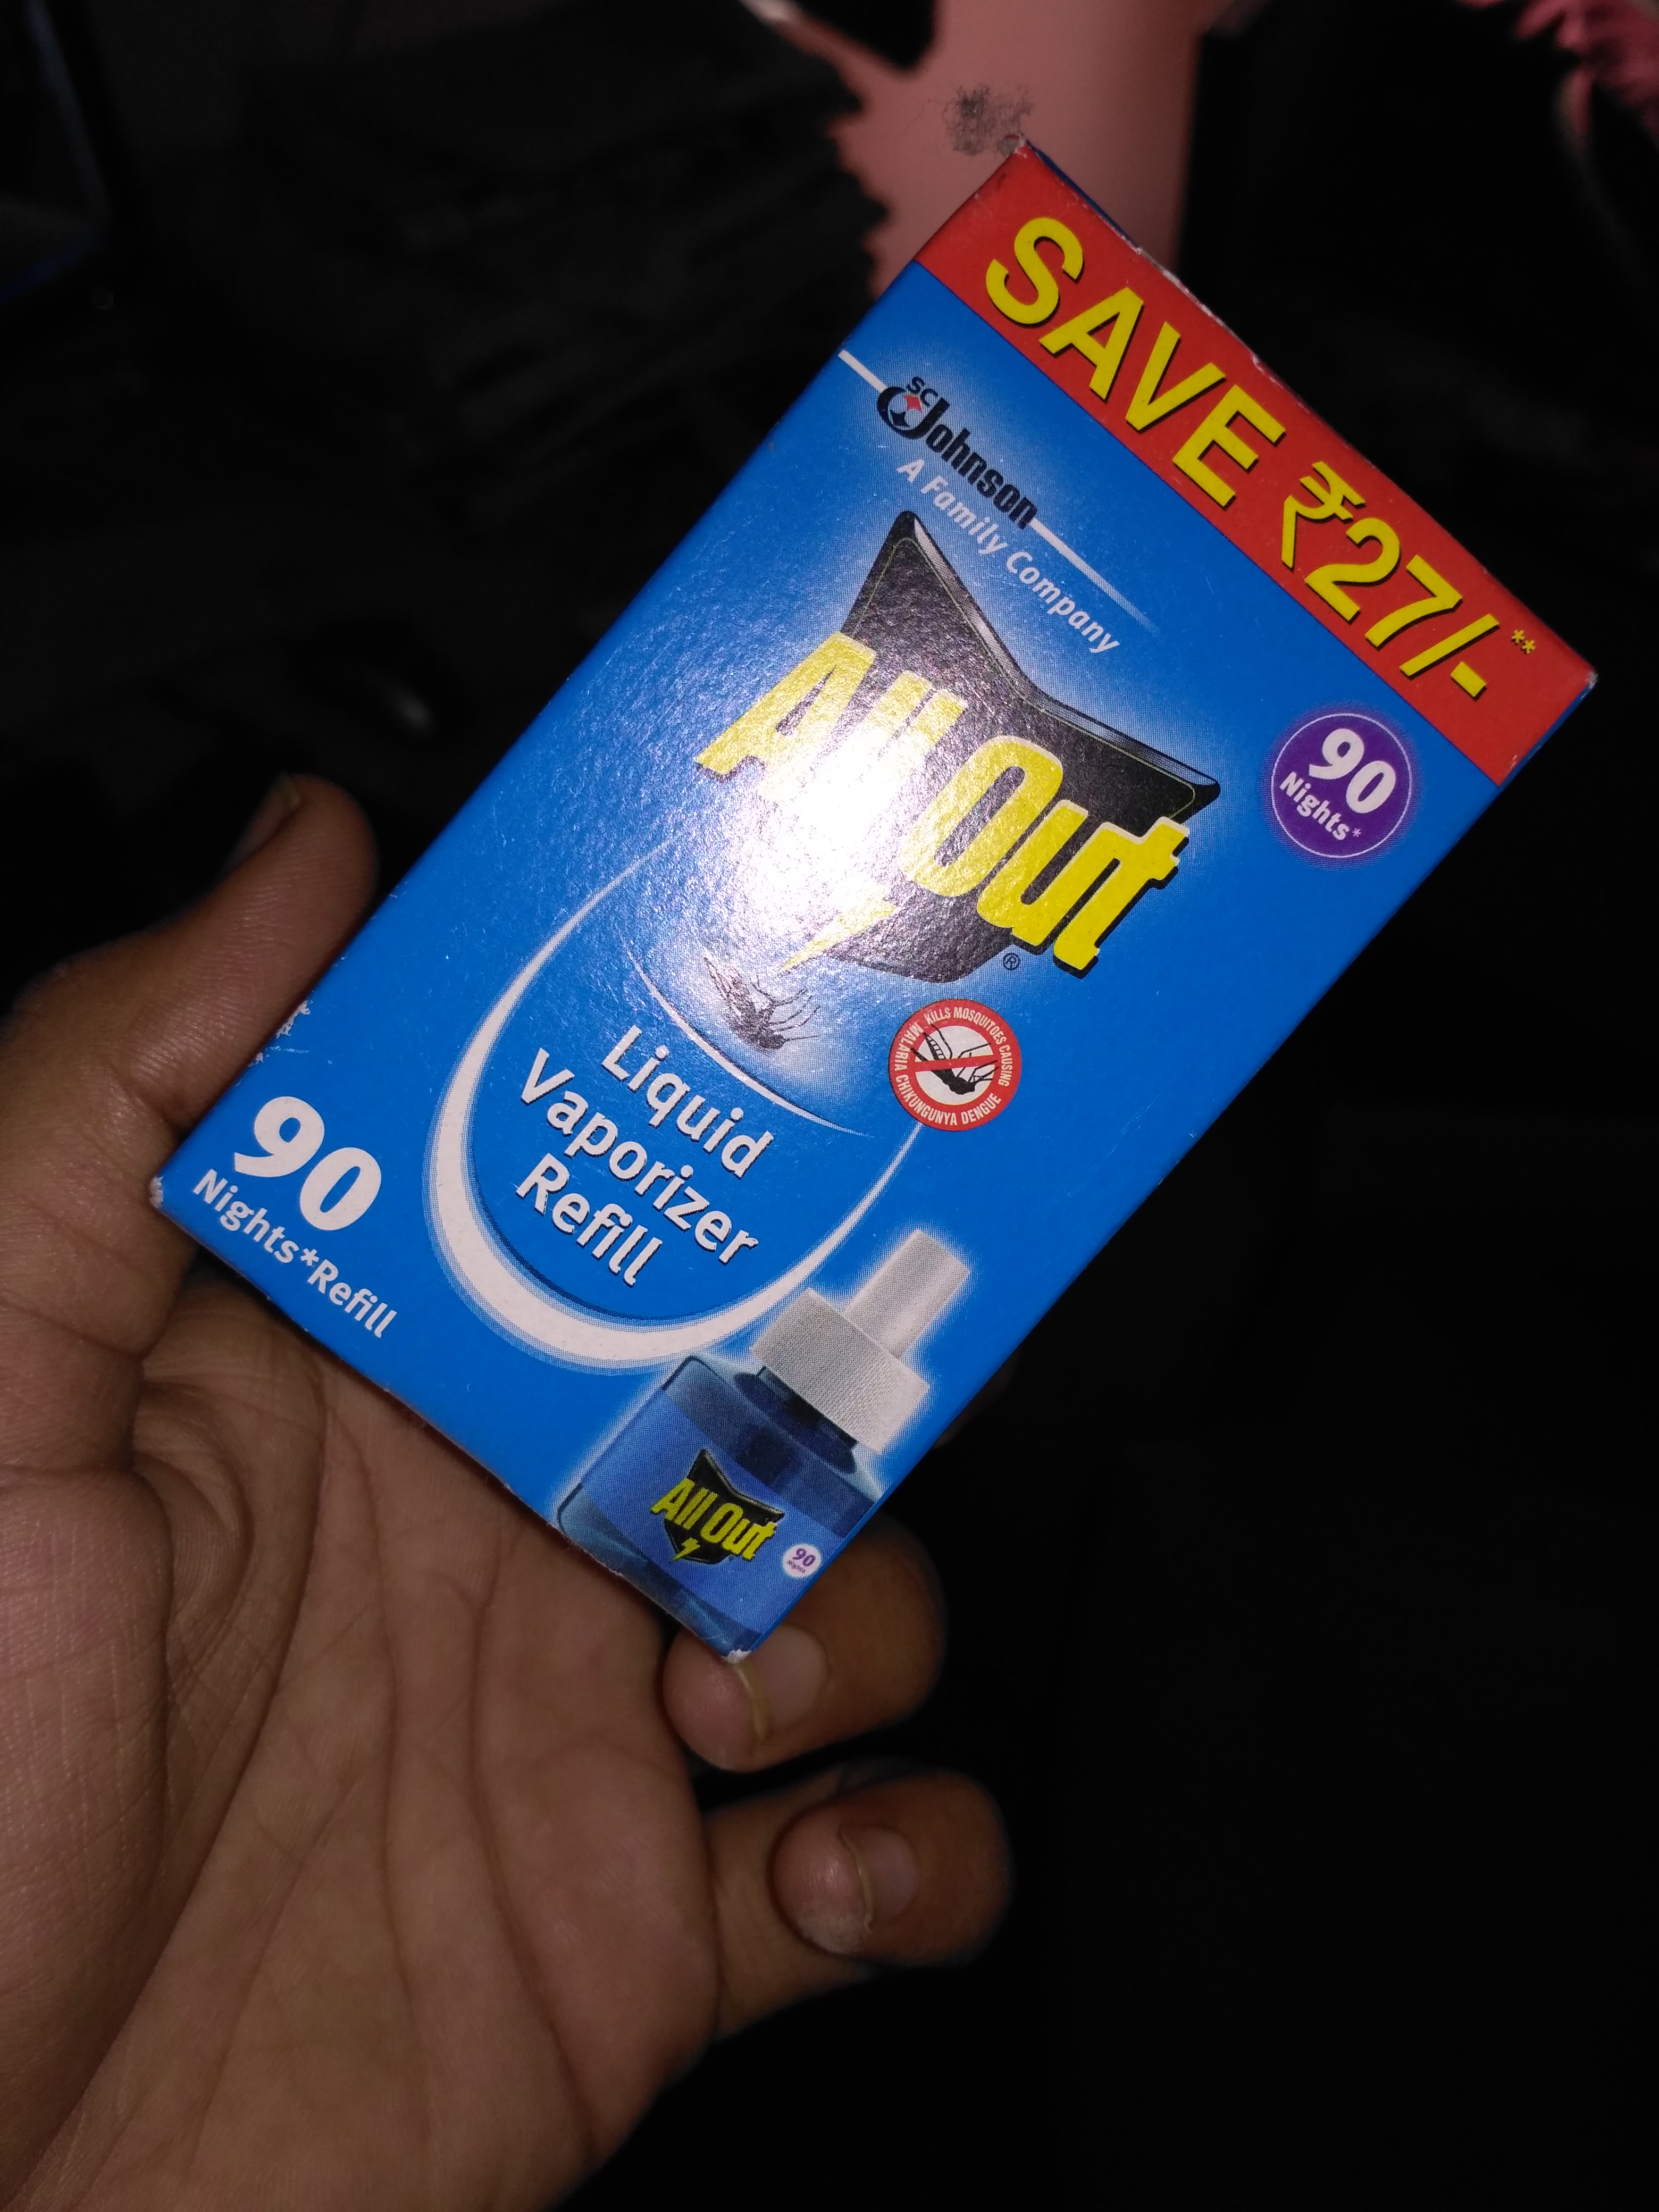 SAVE ₹27/-**
SC Johnson
A Family Company
90
Nights*
All Out®
KILLS MOSQUITOES CAUSING
MALARIA CHIKUNGUNYA DENGUE
Liquid
Vaporizer
Refill
90
Nights*Refill
All Out
90
Nights